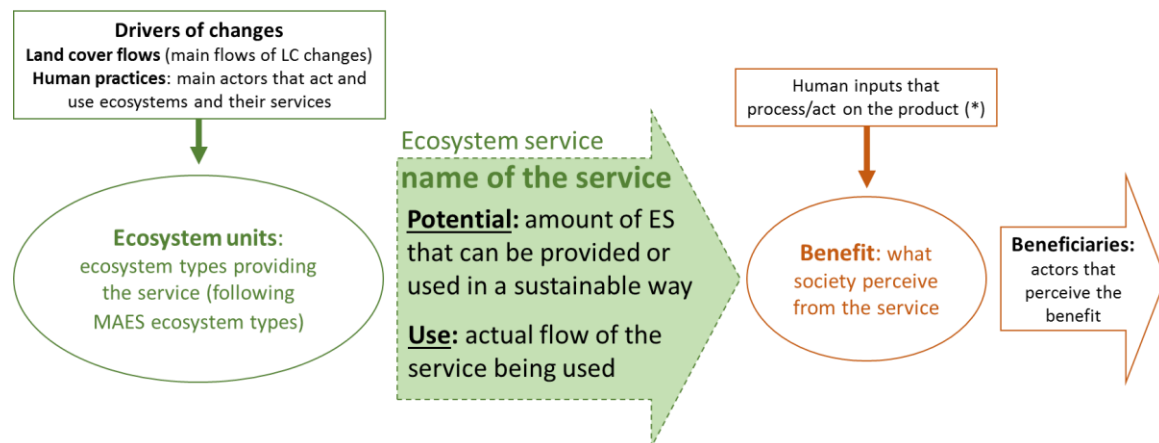 Drivers of changes
Land cover flows (main flows of LC changes)
Human practices: main actors that act and
use ecosystems and their services
Ecosystem units:
ecosystem types providing
the service (following
MAES ecosystem types)
Ecosystem service
name of the service
Potential: amount of ES
that can be provided or
used in a sustainable way
Use: actual flow of the
service being used
Human inputs that
process/act on the product (*)
Benefit: what
society perceive
from the service
Beneficiaries:
actors that
perceive the
benefit